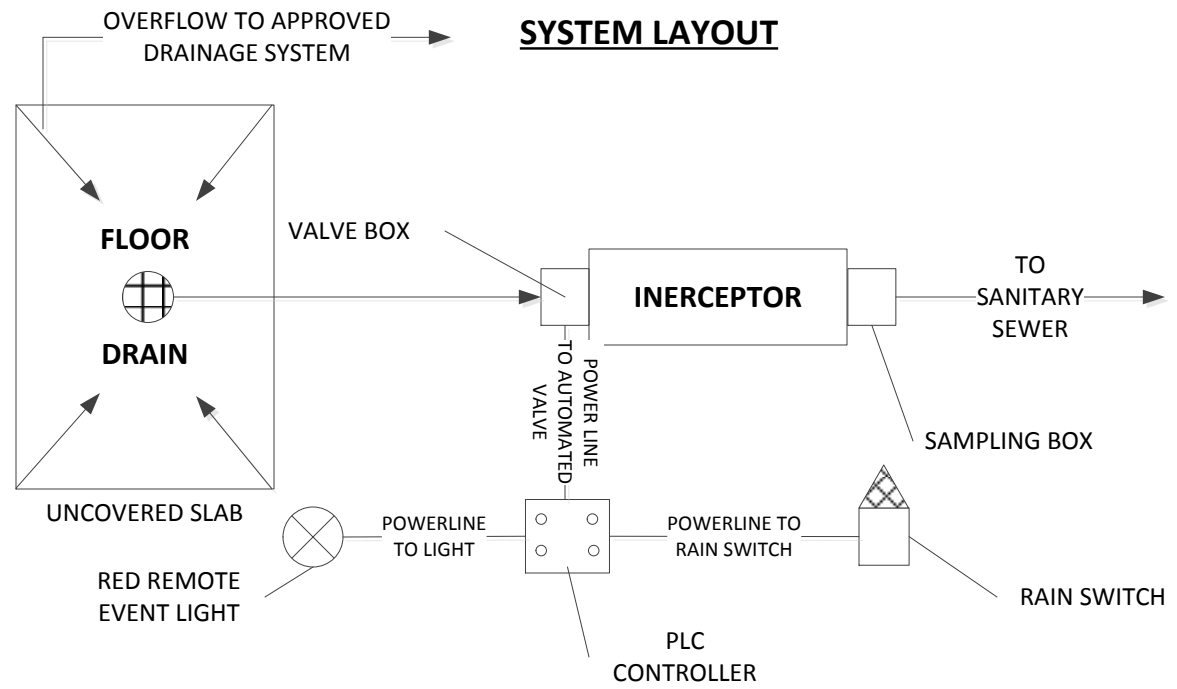 OVERFLOW TO APPROVED
DRAINAGE SYSTEM
SYSTEM LAYOUT
FLOOR
DRAIN
UNCOVERED SLAB
VALVE BOX
INERCEPTOR
TO
SANITARY
SEWER
SAMPLING BOX
POWER LINE
TO AUTOMATED
VALVE
POWERLINE
TO LIGHT
POWERLINE TO
RAIN SWITCH
RED REMOTE
EVENT LIGHT
RAIN SWITCH
PLC
CONTROLLER